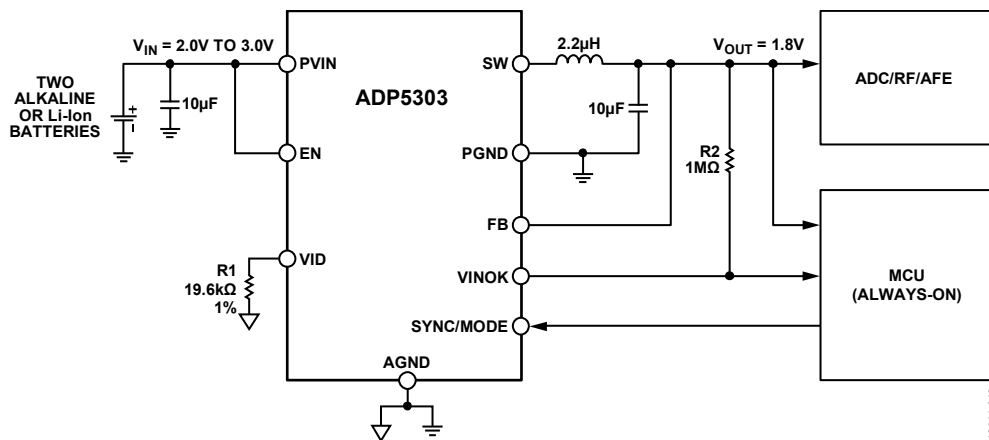 VIN = 2.0V TO 3.0V
TWO
ALKALINE
OR Li-Ion
BATTERIES
+
–
10µF
PVIN
EN
VID
R1
19.6kΩ
1%
ADP5303
AGND
SW
PGND
FB
VINOK
SYNC/MODE
2.2µH
10µF
VOUT = 1.8V
R2
1MΩ
ADC/RF/AFE
MCU
(ALWAYS-ON)